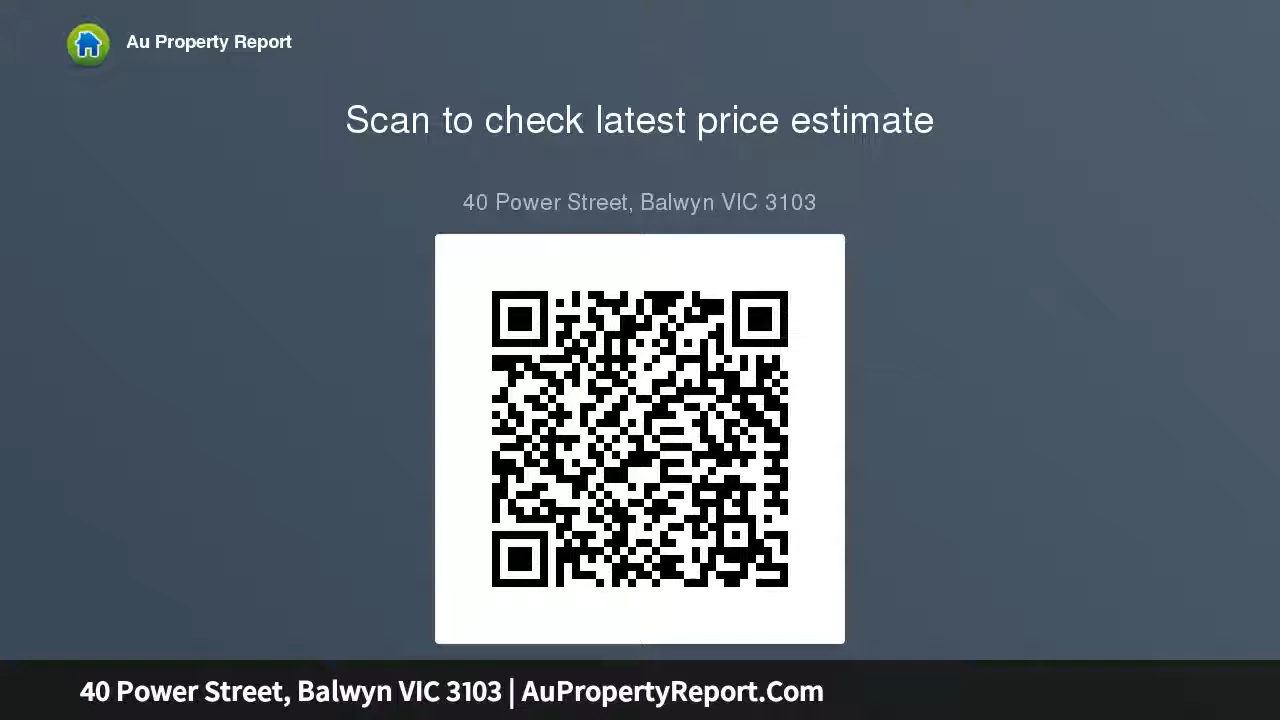 Au Property Report
Scan to check latest price estimate
40 Power Street, Balwyn VIC 3103
40 Power Street, Balwyn VIC 3103 | AuPropertyReport.Com